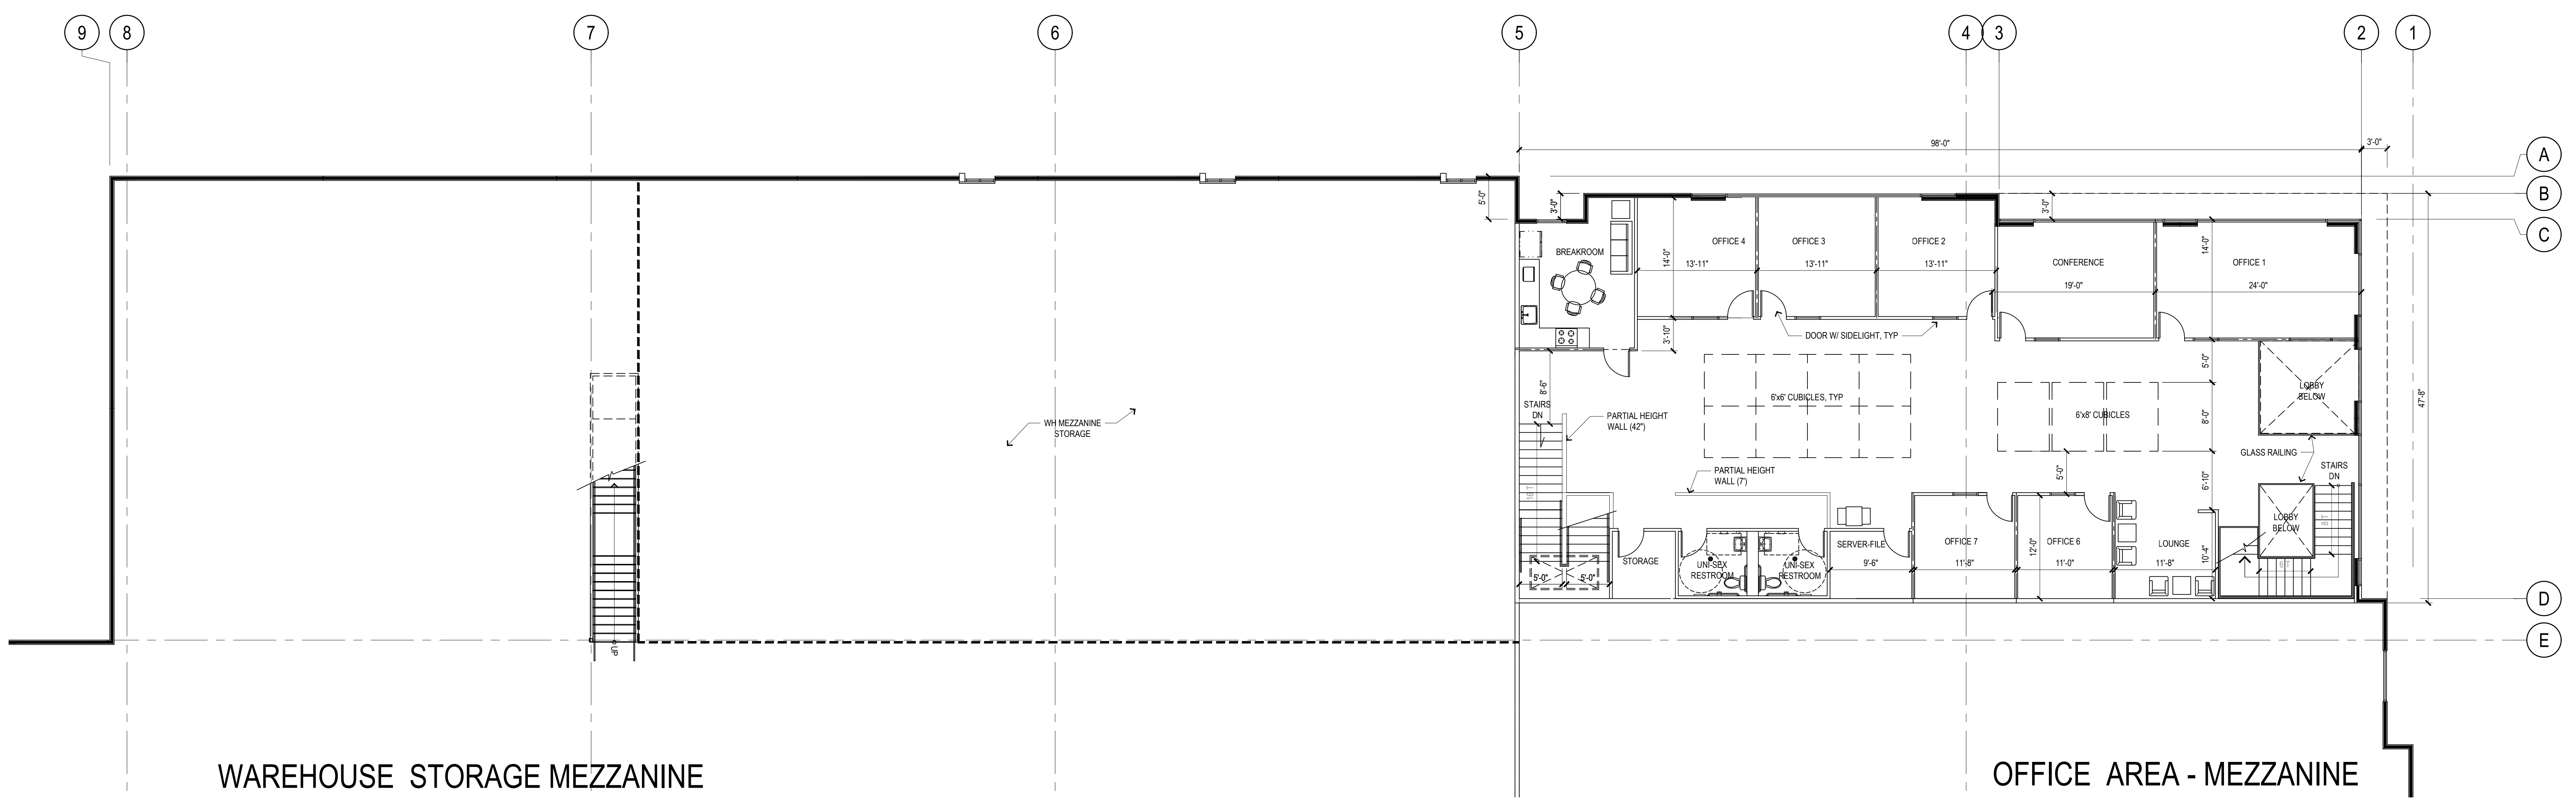 9
8
7
6
5
4
3
2
1
98'-0"
3'-0"
A
B
C
D
E
5'-0"
3'-0"
3'-0"
47'-8"
BREAKROOM
OFFICE 4
OFFICE 3
OFFICE 2
CONFERENCE
OFFICE 1
14'-0"
14'-0"
13'-11"
13'-11"
13'-11"
19'-0"
24'-0"
3'-10"
DOOR W/ SIDELIGHT, TYP
8'-6"
5'-0"
STAIRS
DN
6'x6' CUBICLES, TYP
6'x8' CUBICLES
8'-0"
LOBBY
BELOW
PARTIAL HEIGHT
WALL (42")
WH MEZZANINE
STORAGE
GLASS RAILING
STAIRS
DN
PARTIAL HEIGHT
WALL (7')
5'-0"
6'-10"
16 T
8 T
LOBBY
BELOW
STORAGE
UNI-SEX
RESTROOM
UNI-SEX
RESTROOM
SERVER-FILE
9'-6"
OFFICE 7
11'-8"
12'-0"
OFFICE 6
11'-0"
LOUNGE
11'-8"
10'-4"
6 T
5'-0"
5'-0"
UP
WAREHOUSE STORAGE MEZZANINE
OFFICE AREA - MEZZANINE